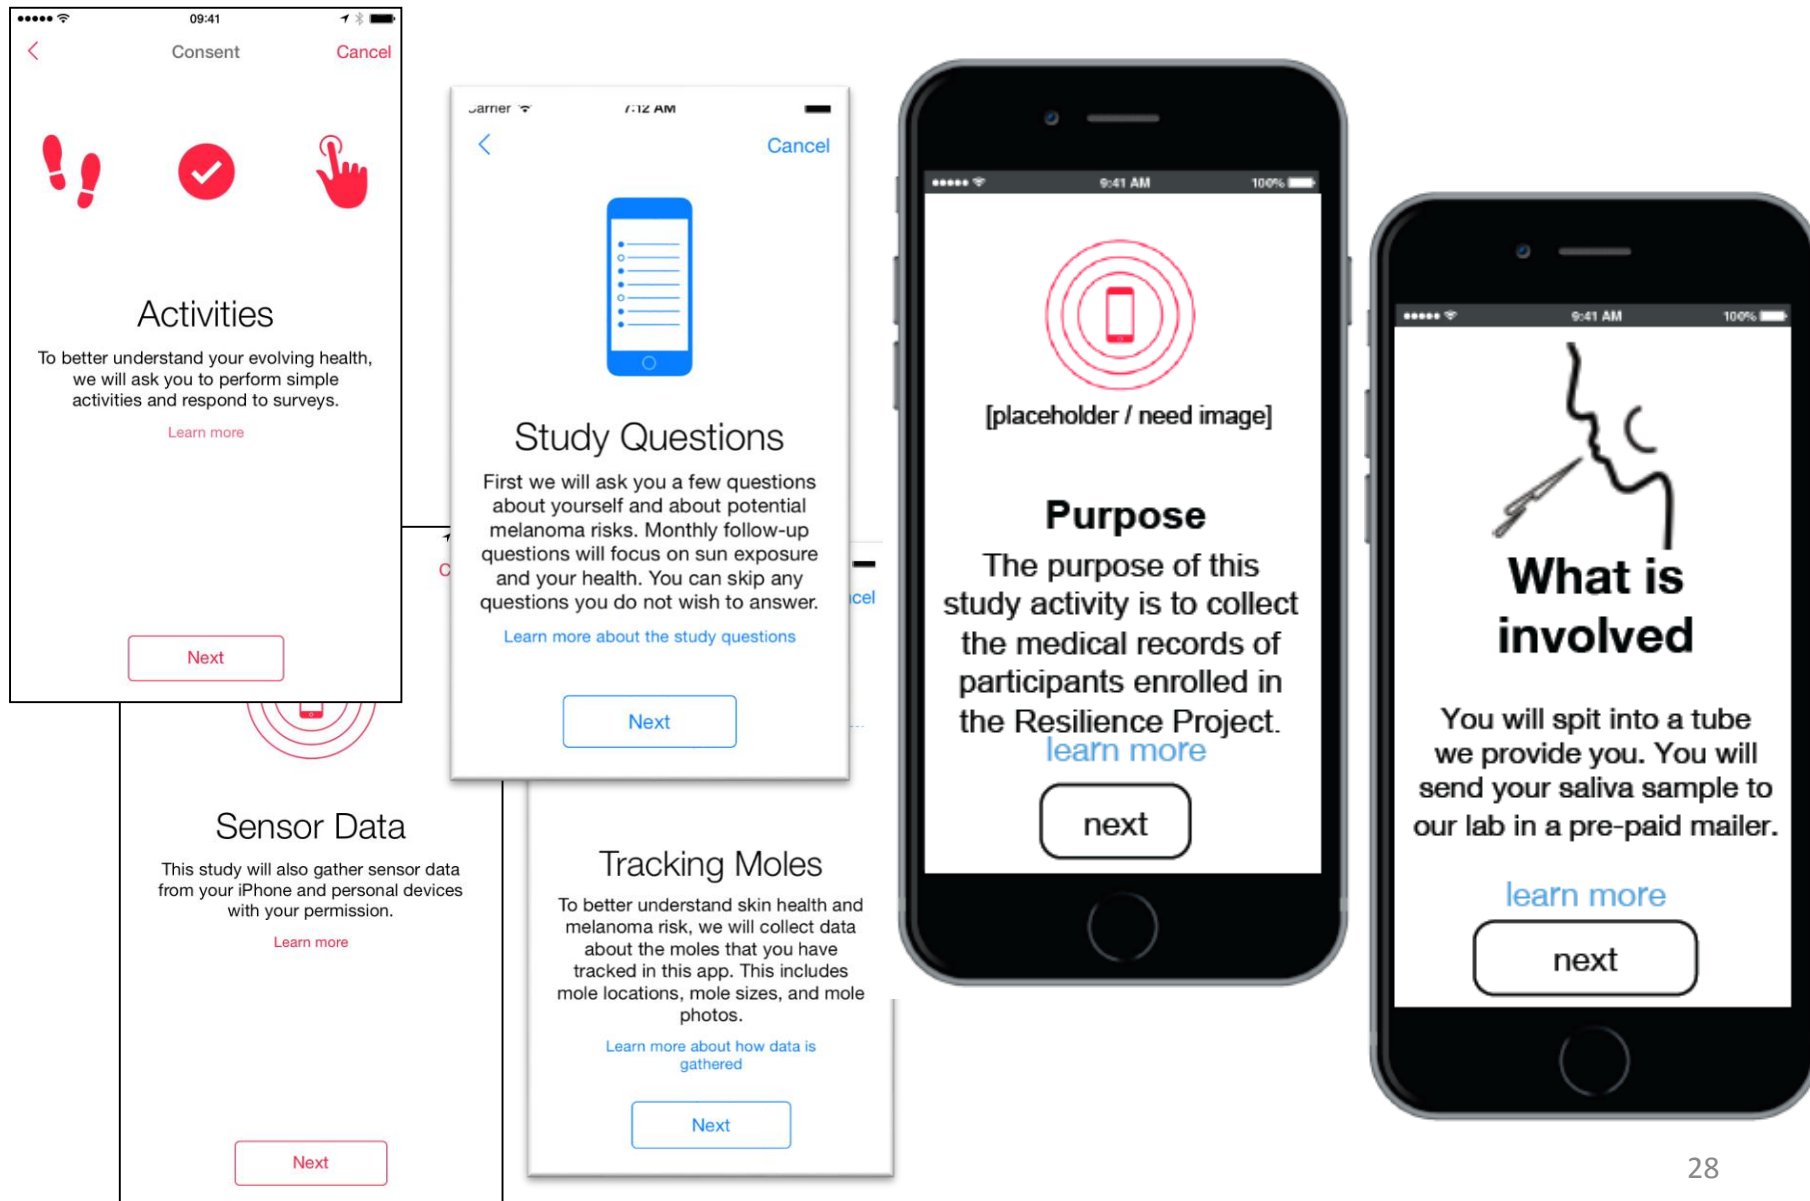 09:41
Consent
Cancel
Activities
To better understand your evolving health,
we will ask you to perform simple
activities and respond to surveys.
Learn more
Next
Sensor Data
This study will also gather sensor data
from your iPhone and personal devices
with your permission.
Learn more
Next
7:12 AM
Cancel
Study Questions
First we will ask you a few questions
about yourself and about potential
melanoma risks. Monthly follow-up
questions will focus on sun exposure
and your health. You can skip any
questions you do not wish to answer.
Learn more about the study questions
Next
Tracking Moles
To better understand skin health and
melanoma risk, we will collect data
about the moles that you have
tracked in this app. This includes
mole locations, mole sizes, and mole
photos.
Learn more about how data is
gathered
Next
9:41 AM 100%
[placeholder / need image]
Purpose
The purpose of this
study activity is to collect
the medical records of
participants enrolled in
the Resilience Project.
learn more
next
9:41 AM 100%
What is
involved
You will spit into a tube
we provide you. You will
send your saliva sample to
our lab in a pre-paid mailer.
learn more
next
28